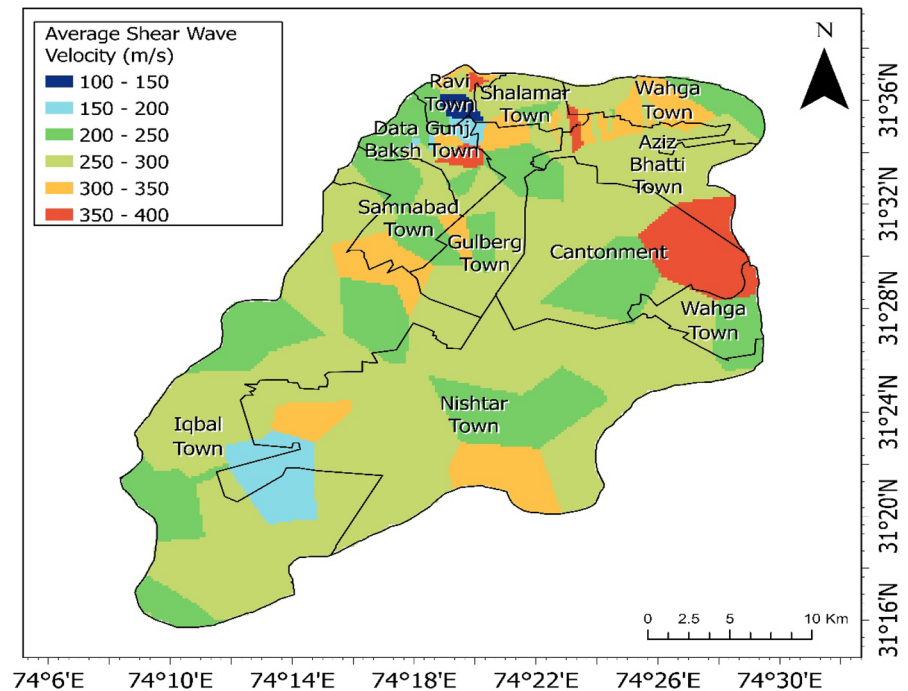 Average Shear Wave
Velocity (m/s)
100 - 150
150 - 200
200 - 250
250 - 300
300 - 350
350 - 400
N
Ravi
Town
Shalamar
Town
Wahga
Town
Data Gunj
Baksh Town
Aziz
Bhatti
Town
Samnabad
Town
Gulberg
Town
Cantonment
Wahga
Town
Nishtar
Town
Iqbal
Town
0 2.5 5 10 Km
31°36'N
31°32'N
31°28'N
31°24'N
31°20'N
31°16'N
74°6'E 74°10'E 74°14'E 74°18'E 74°22'E 74°26'E 74°30'E